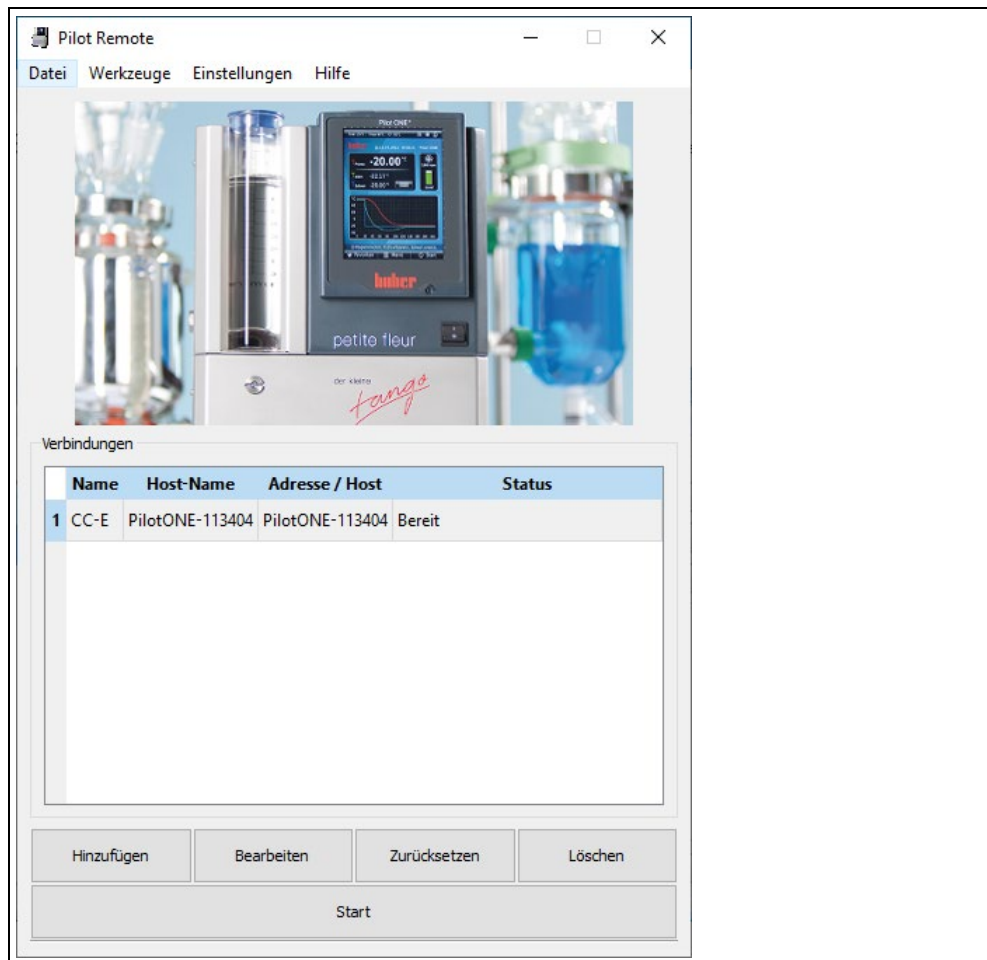 Pilot Remote
Datei Werkzeuge Einstellungen Hilfe
Pilot ONE®
-20.00
huber
petite fleur
der kleine
tango
Verbindungen
Name Host-Name Adresse / Host Status
1 CC-E PilotONE-113404 PilotONE-113404 Bereit
Hinzufügen Bearbeiten Zurücksetzen Löschen
Start